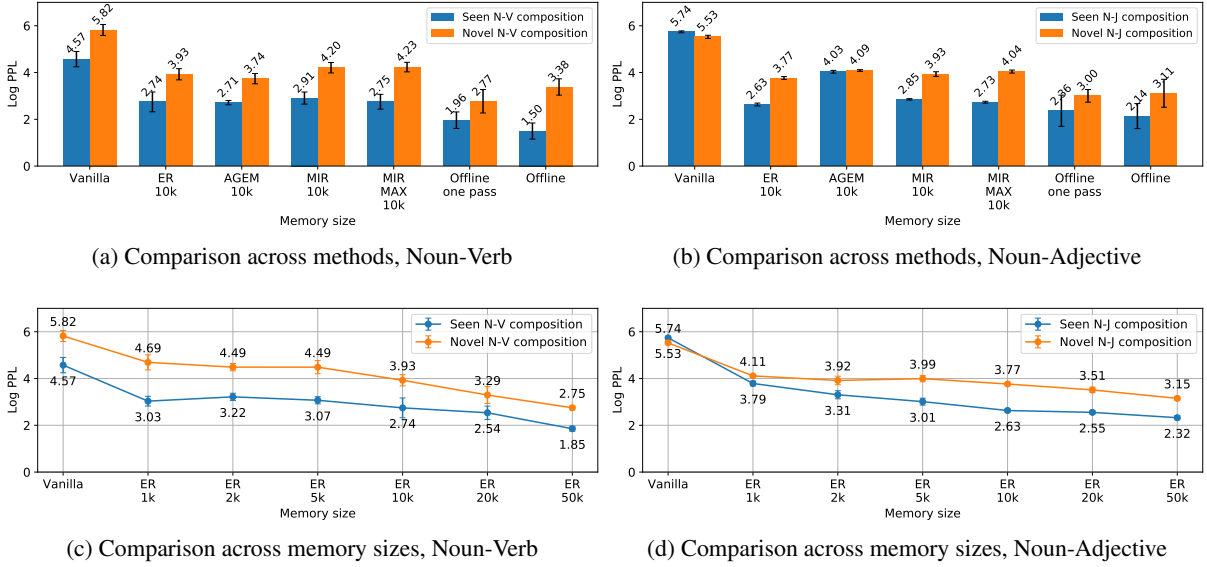 6
4
2
0
Log PPL
4.57
5.82
2.74
3.93
2.71
3.74
2.91
4.20
2.75
4.23
1.96
2.77
1.50
3.38
Seen N-V composition
Novel N-V composition
Vanilla
ER
10k
AGEM
10k
MIR
10k
MIR
MAX
10k
Offline
one pass
Offline
Memory size
(a) Comparison across methods, Noun-Verb
6
4
2
0
Log PPL
5.74
5.53
2.63
3.77
4.03
4.09
2.85
3.93
2.73
4.04
2.36
3.00
2.14
3.11
Seen N-J composition
Novel N-J composition
Vanilla
ER
10k
AGEM
10k
MIR
10k
MIR
MAX
10k
Offline
one pass
Offline
Memory size
(b) Comparison across methods, Noun-Adjective
6
4
2
0
Log PPL
5.82
4.69
4.49
4.49
3.93
3.29
2.75
4.57
3.03
3.22
3.07
2.74
2.54
1.85
Seen N-V composition
Novel N-V composition
Vanilla
ER
1k
ER
2k
ER
5k
ER
10k
ER
20k
ER
50k
Memory size
(c) Comparison across memory sizes, Noun-Verb
6
4
2
0
Log PPL
5.74
5.53
4.11
3.92
3.99
3.77
3.51
3.15
3.79
3.31
3.01
2.63
2.55
2.32
Seen N-J composition
Novel N-J composition
Vanilla
ER
1k
ER
2k
ER
5k
ER
10k
ER
20k
ER
50k
Memory size
(d) Comparison across memory sizes, Noun-Adjective